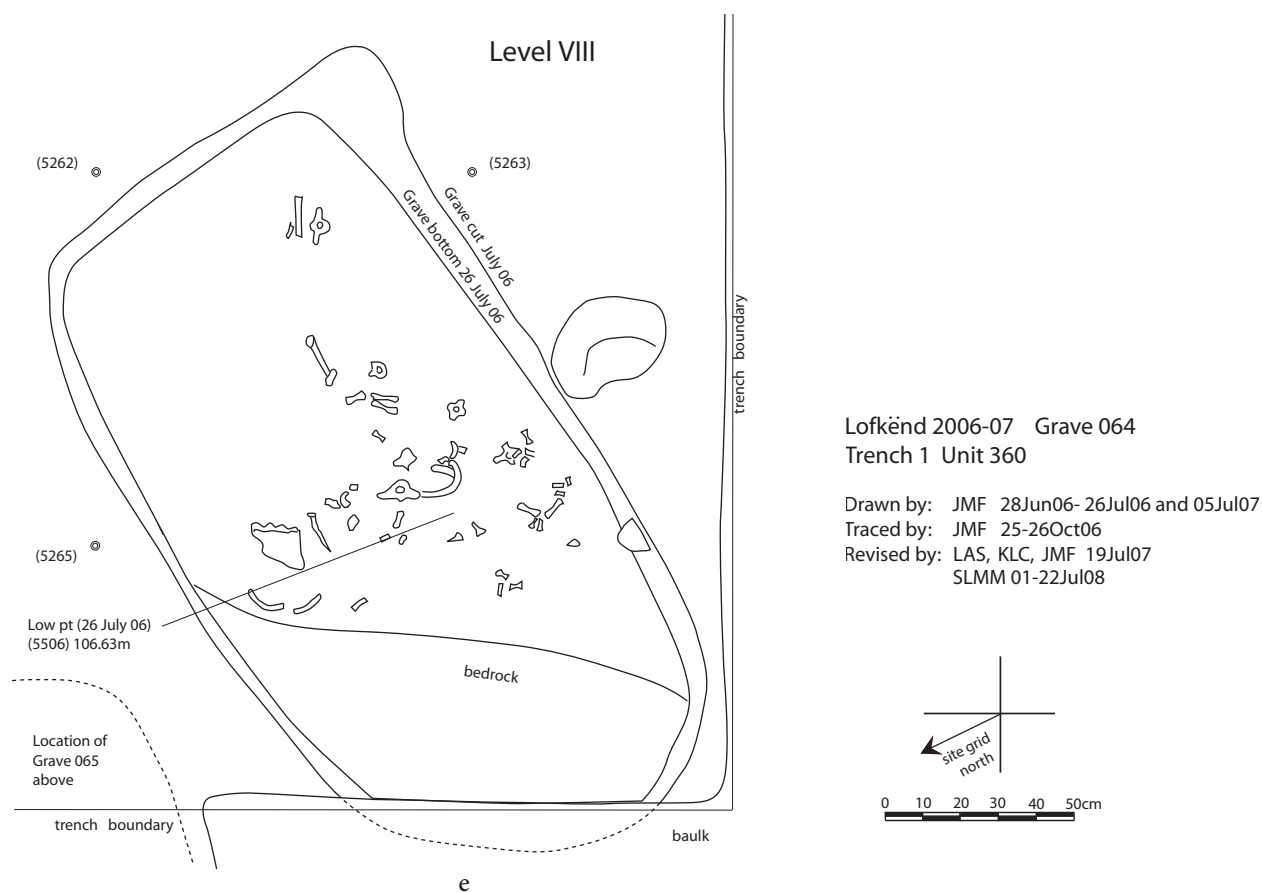 Level VIII
(5262)
(5263)
Grave cut July 06
Grave bottom 26 July 06
trench boundary
(5265)
Low pt (26 July 06)
(5506) 106.63m
bedrock
Location of
Grave 065
above
trench boundary
baulk
e
Lofkënd 2006-07 Grave 064
Trench 1 Unit 360
Drawn by: JMF 28Jun06- 26Jul06 and 05Jul07
Traced by: JMF 25-26Oct06
Revised by: LAS, KLC, JMF 19Jul07
SLMM 01-22Jul08
site grid
north
0 10 20 30 40 50cm